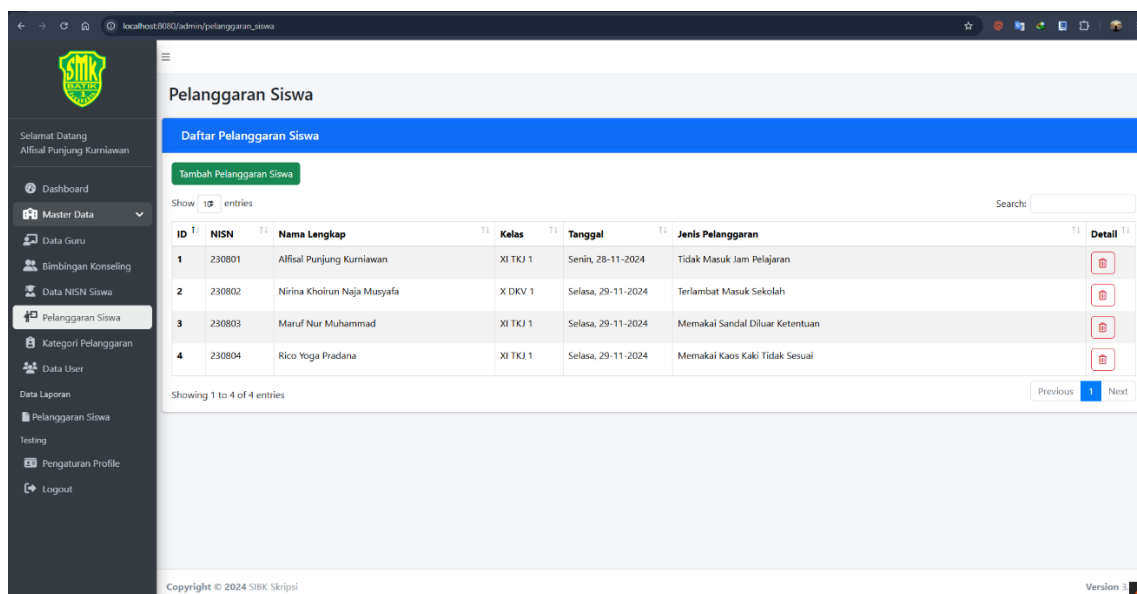 localhost:8080/admin/pelanggaran_siswa
SMK
BATIK
1
Selamat Datang
Alfisal Punjung Kurniawan
Dashboard
Master Data
Data Guru
Bimbingan Konseling
Data NISN Siswa
Pelanggaran Siswa
Kategori Pelanggaran
Data User
Data Laporan
Pelanggaran Siswa
Testing
Pengaturan Profile
Logout
Pelanggaran Siswa
Daftar Pelanggaran Siswa
Tambah Pelanggaran Siswa
Show 10 entries Search:
ID NISN Nama Lengkap Kelas Tanggal Jenis Pelanggaran Detail
1 230801 Alfisal Punjung Kurniawan XI TKJ 1 Senin, 28-11-2024 Tidak Masuk Jam Pelajaran
2 230802 Nirina Khoirun Naja Musyafa X DKV 1 Selasa, 29-11-2024 Terlambat Masuk Sekolah
3 230803 Maruf Nur Muhammad XI TKJ 1 Selasa, 29-11-2024 Memakai Sandal Diluar Ketentuan
4 230804 Rico Yoga Pradana XI TKJ 1 Selasa, 29-11-2024 Memakai Kaos Kaki Tidak Sesuai
Showing 1 to 4 of 4 entries Previous 1 Next
Copyright © 2024 SIBK Skripsi Version 3.